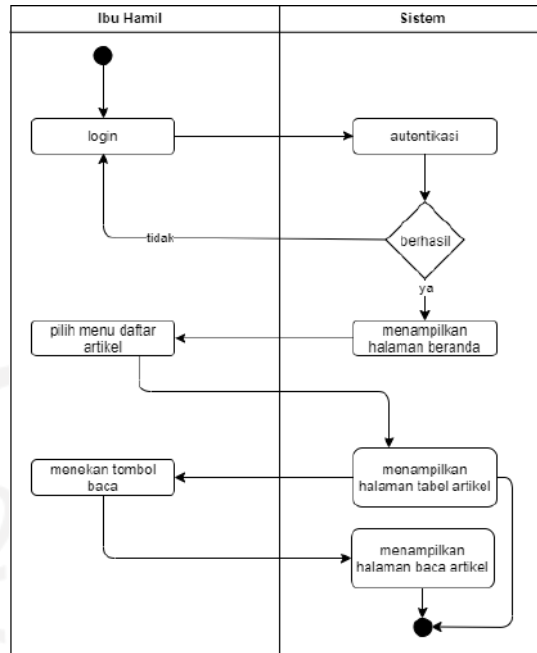 Ibu Hamil
Sistem
login
autentikasi
berhasil
tidak
ya
pilih menu daftar
artikel
menampilkan
halaman beranda
menekan tombol
baca
menampilkan
halaman tabel artikel
menampilkan
halaman baca artikel